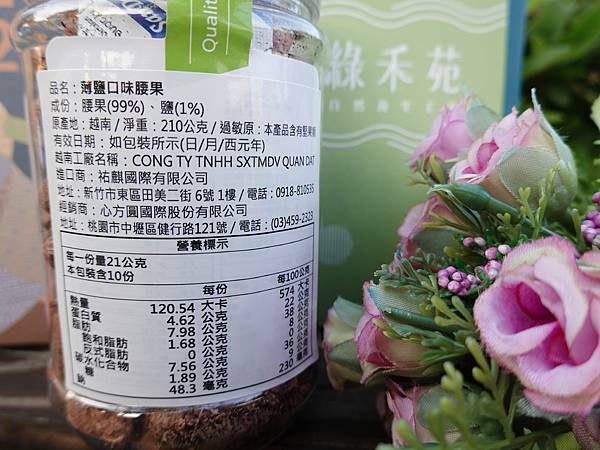 Quality
綠禾苑
品名：薄鹽口味腰果
成份：腰果(99%)、鹽(1%)
原產地：越南／淨重：210公克／過敏原：本產品含有堅果類
有效日期：如包裝所示(日/月/西元年)
越南工廠名稱：CONG TY TNHH SXTMDV QUAN DAT
進口商：祐麒國際有限公司
地址：新竹市東區田美二街 6號 1樓／電話：0918-810535
經銷商：心方圓國際股份有限公司
地址：桃園市中壢區健行路121號／電話：(03)459-2323
營養標示
每一份量21公克
本包裝含10份
每份 每100公克
熱量 120.54 大卡 574 大卡
蛋白質 4.62 公克 22 公克
脂肪 7.98 公克 38 公克
飽和脂肪 1.68 公克 8 公克
反式脂肪 0 公克 0 公克
碳水化合物 7.56 公克 36 公克
糖 1.89 公克 9 公克
鈉 48.3 毫克 230 毫克